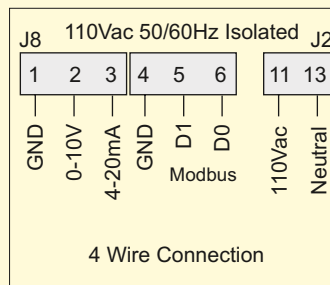 110Vac 50/60Hz Isolated
J8
J2
1 2 3 4 5 6 11 13
GND
0-10V
4-20mA
GND
D1
D0
110Vac
Neutral
Modbus
4 Wire Connection